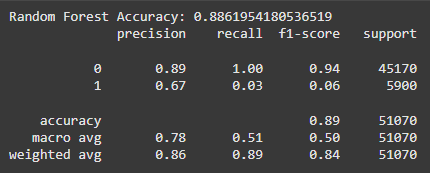 Random Forest Accuracy: 0.8861954180536519
precision recall f1-score support
0 0.89 1.00 0.94 45170
1 0.67 0.03 0.06 5900
accuracy 0.89 51070
macro avg 0.78 0.51 0.50 51070
weighted avg 0.86 0.89 0.84 51070